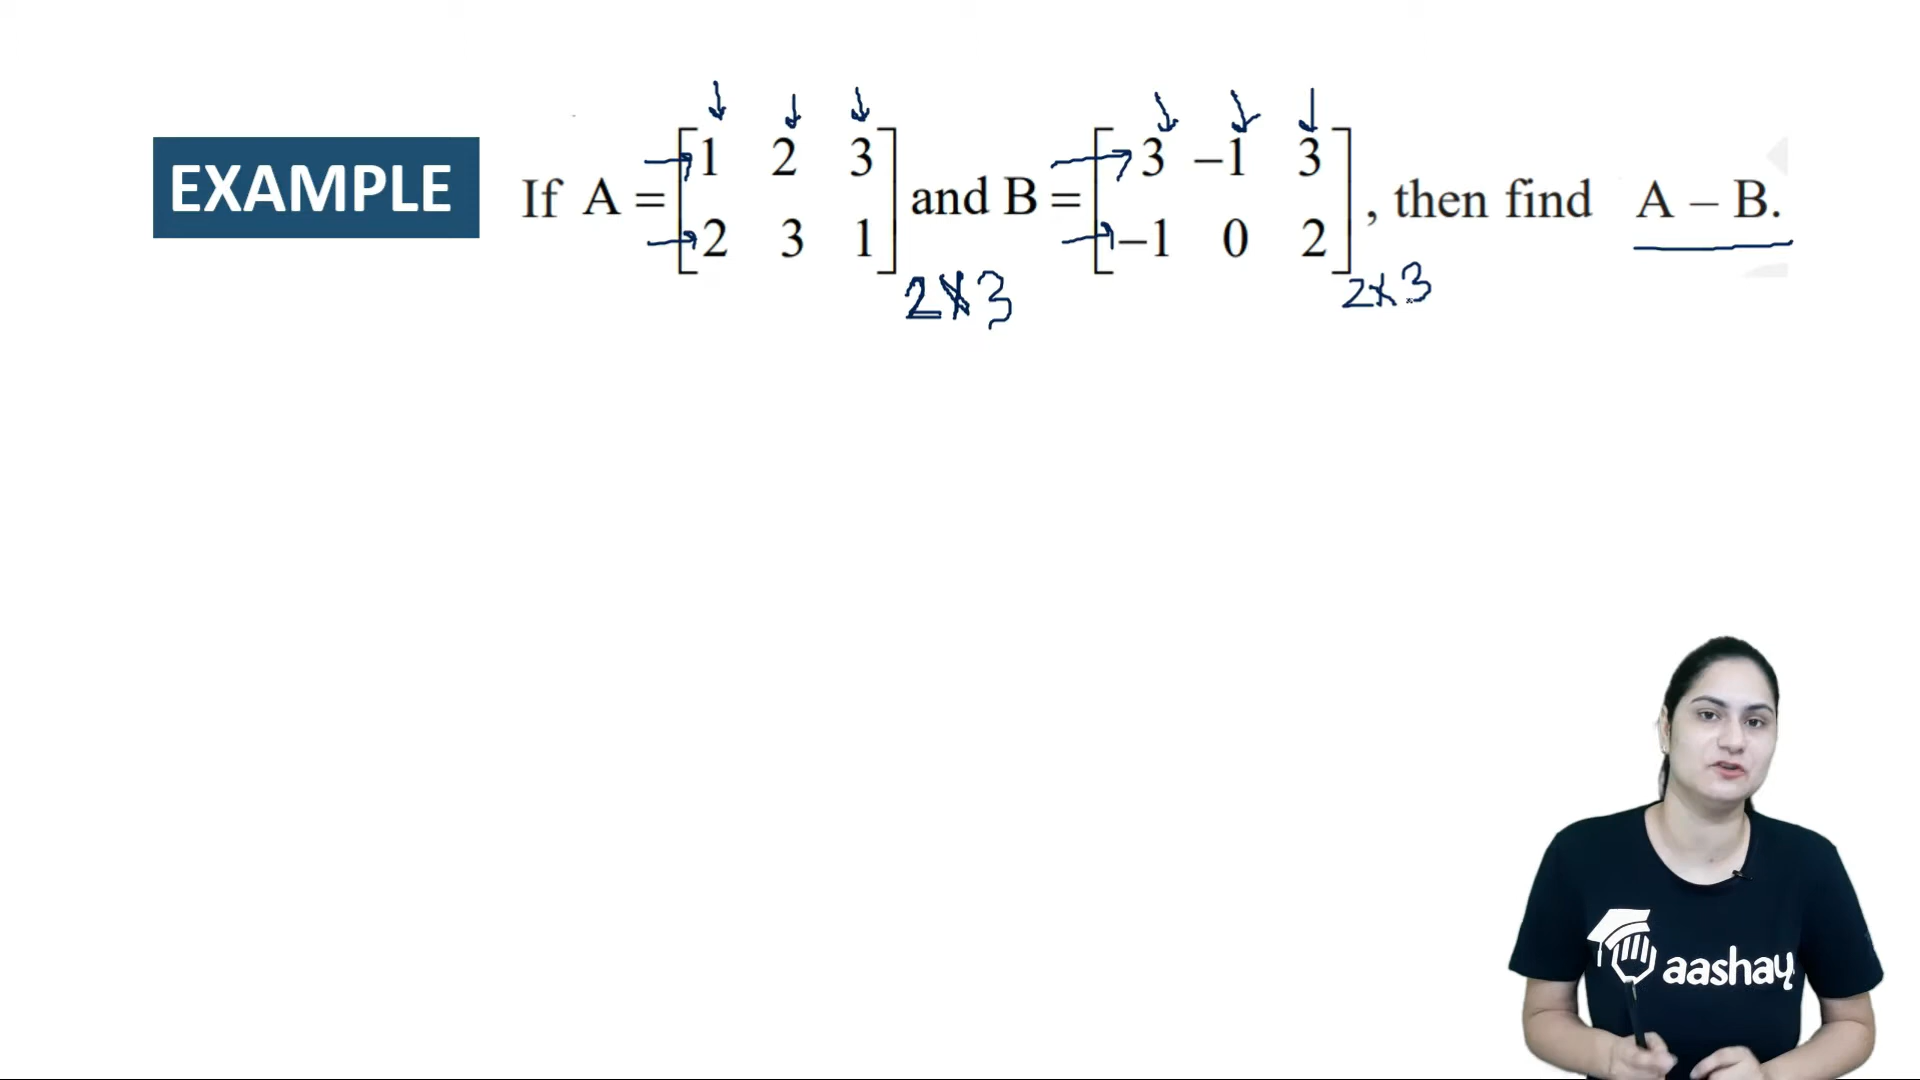 EXAMPLE If A = [1 2 3 and B = [3 −1 3 , then find A − B.
2 3 1] −1 0 2]
2×3 2×3
aashay